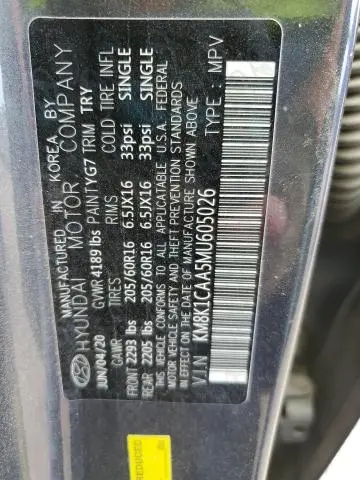 MANUFACTURED IN KOREA BY
HYUNDAI MOTOR COMPANY
JUN/04/20 GVWR 4189 lbs PAINT YG7 TRIM TRY
GAWR TIRES RIMS COLD TIRE INFL
FRONT 2293 lbs 205/60R16 6.5JX16 33psi SINGLE
REAR 2205 lbs 205/60R16 6.5JX16 33psi SINGLE
THIS VEHICLE CONFORMS TO ALL APPLICABLE U.S.A. FEDERAL
MOTOR VEHICLE SAFETY, BUMPER, AND THEFT PREVENTION STANDARDS
IN EFFECT ON THE DATE OF MANUFACTURE SHOWN ABOVE.
V.I.N KM8K1CAA5MU605026 TYPE : MPV
REDUCED